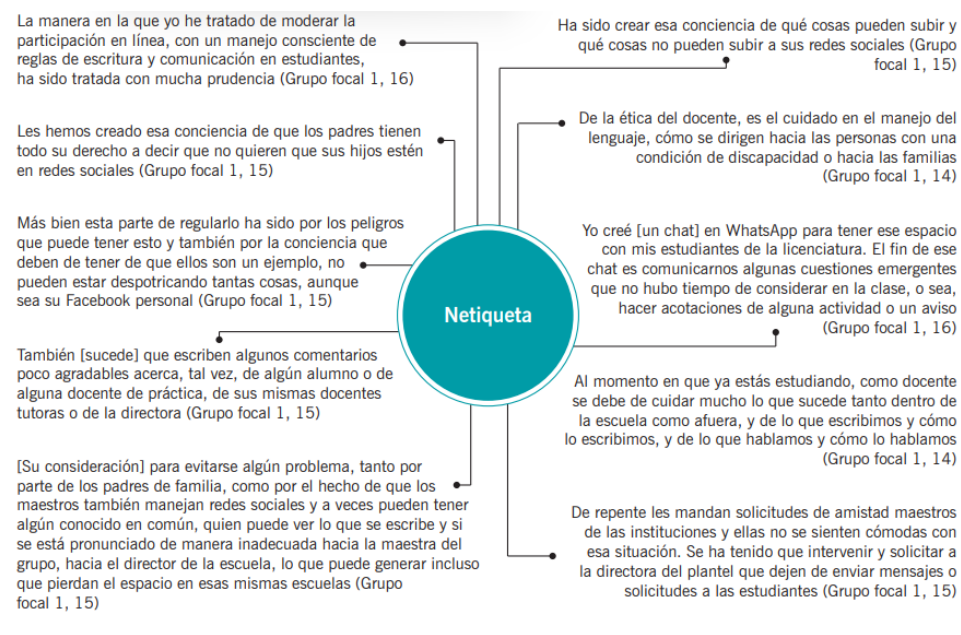 La manera en la que yo he tratado de moderar la
participación en línea, con un manejo consciente de
reglas de escritura y comunicación en estudiantes,
ha sido tratada con mucha prudencia (Grupo focal 1, 16)
Les hemos creado esa conciencia de que los padres tienen
todo su derecho a decir que no quieren que sus hijos estén
en redes sociales (Grupo focal 1, 15)
Más bien esta parte de regularlo ha sido por los peligros
que puede tener esto y también por la conciencia que
deben de tener de que ellos son un ejemplo, no
pueden estar despotricando tantas cosas, aunque
sea su Facebook personal (Grupo focal 1, 15)
También [sucede] que escriben algunos comentarios
poco agradables acerca, tal vez, de algún alumno o de
alguna docente de práctica, de sus mismas docentes
tutoras o de la directora (Grupo focal 1, 15)
[Su consideración] para evitarse algún problema, tanto por
parte de los padres de familia, como por el hecho de que los
maestros también manejan redes sociales y a veces pueden tener
algún conocido en común, quien puede ver lo que se escribe y si
se está pronunciado de manera inadecuada hacia la maestra del
grupo, hacia el director de la escuela, lo que puede generar incluso
que pierdan el espacio en esas mismas escuelas (Grupo
focal 1, 15)
Netiqueta
Ha sido crear esa conciencia de qué cosas pueden subir y
qué cosas no pueden subir a sus redes sociales (Grupo
focal 1, 15)
De la ética del docente, es el cuidado en el manejo del
lenguaje, cómo se dirigen hacia las personas con una
condición de discapacidad o hacia las familias
(Grupo focal 1, 14)
Yo creé [un chat] en WhatsApp para tener ese espacio
con mis estudiantes de la licenciatura. El fin de ese
chat es comunicarnos algunas cuestiones emergentes
que no hubo tiempo de considerar en la clase, o sea,
hacer acotaciones de alguna actividad o un aviso
(Grupo focal 1, 16)
Al momento en que ya estás estudiando, como docente
se debe de cuidar mucho lo que sucede tanto dentro de
la escuela como afuera, y de lo que escribimos y cómo
lo escribimos, y de lo que hablamos y cómo lo hablamos
(Grupo focal 1, 14)
De repente les mandan solicitudes de amistad maestros
de las instituciones y ellas no se sienten cómodas con
esa situación. Se ha tenido que intervenir y solicitar a
la directora del plantel que dejen de enviar mensajes o
solicitudes a las estudiantes (Grupo focal 1, 15)